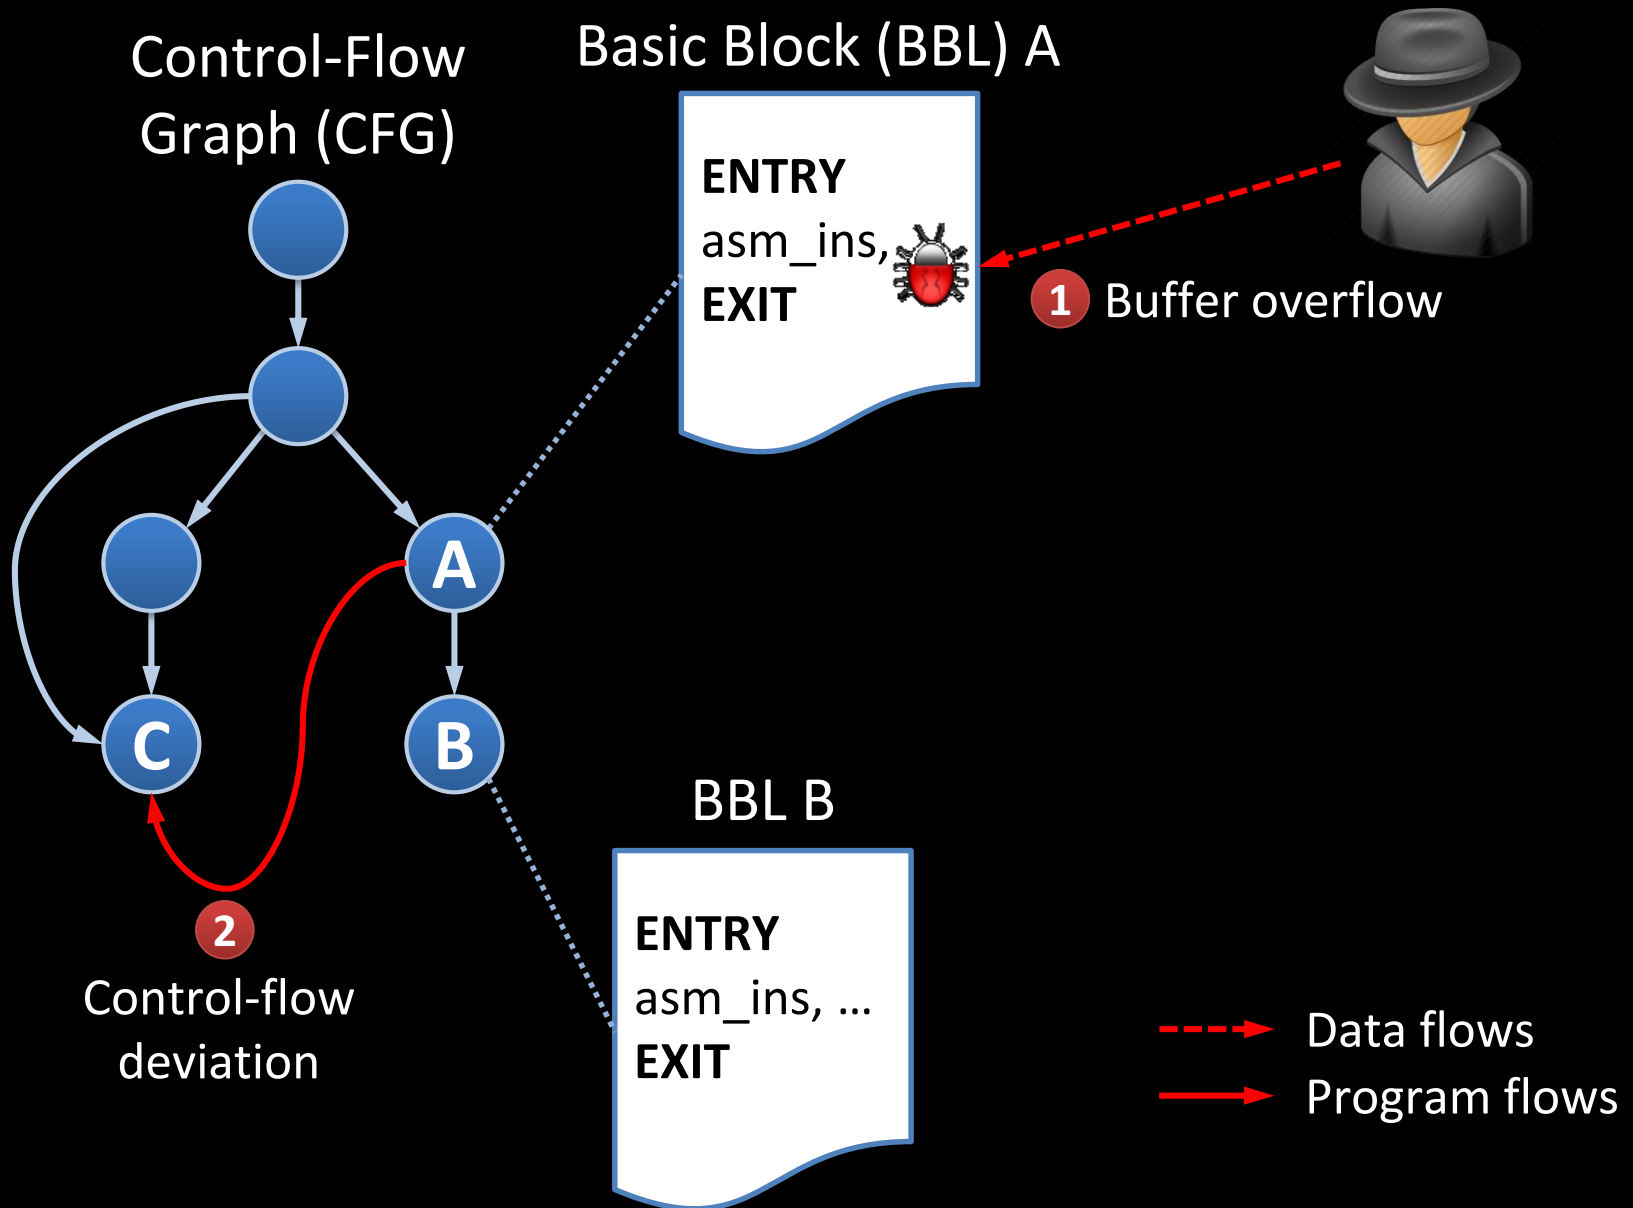 Control-Flow
Graph (CFG)
Basic Block (BBL) A
ENTRY
asm_ins,
EXIT
1 Buffer overflow
A
C
B
2
Control-flow
deviation
BBL B
ENTRY
asm_ins, ...
EXIT
Data flows
Program flows